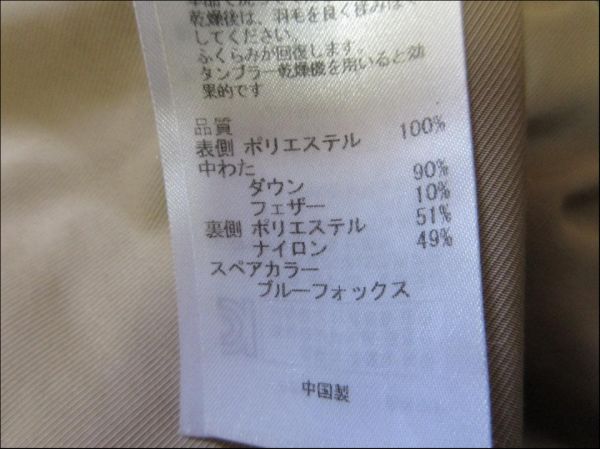 乾燥後は、羽毛を良く揉みほぐ
してください。
ふくらみが回復します。
タンブラー乾燥機を用いると効
果的です
品質
表側 ポリエステル 100%
中わた
ダウン 90%
フェザー 10%
裏側 ポリエステル 51%
ナイロン 49%
スペアカラー
ブルーフォックス
中国製